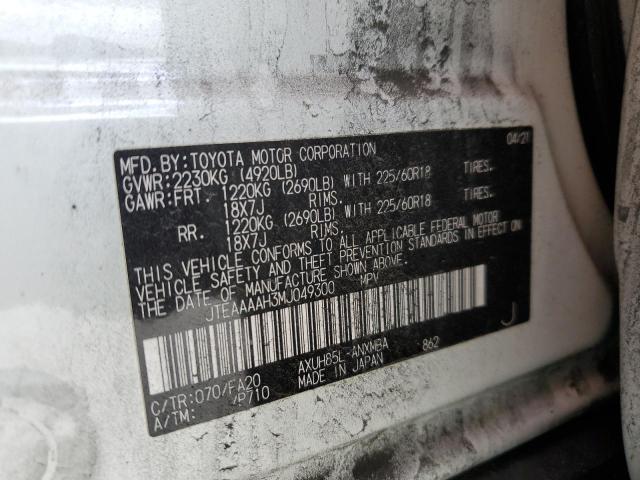 MFD.BY:TOYOTA MOTOR CORPORATION 04/21
GVWR:2230KG (4920LB)
GAWR:FRT. 1220KG (2690LB) WITH 225/60R18 TIRES.
18X7J RIMS.
RR. 1220KG (2690LB) WITH 225/60R18 TIRES.
18X7J RIMS.
THIS VEHICLE CONFORMS TO ALL APPLICABLE FEDERAL MOTOR
VEHICLE SAFETY AND THEFT PREVENTION STANDARDS IN EFFECT ON
THE DATE OF MANUFACTURE SHOWN ABOVE.
JTEAAAAH3MJ049300 MPV
J
AXUH85L-ANXMBA 862
C/TR:070/FA20 MADE IN JAPAN
A/TM: /P710